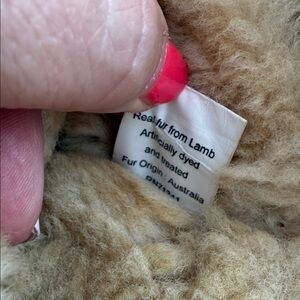 Real fur from Lamb
Artificially dyed
and treated
Fur Origin: Australia